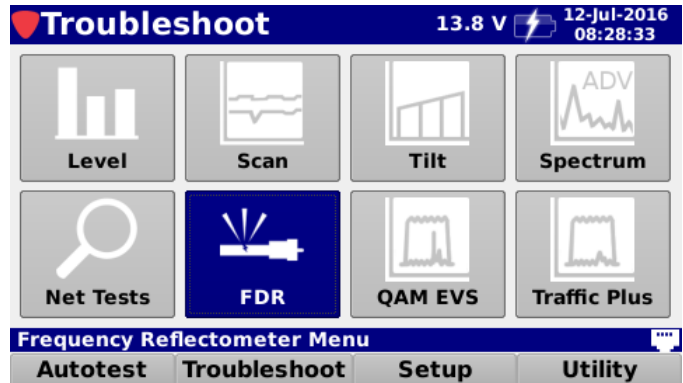 Troubleshoot 13.8 V 12-Jul-2016
08:28:33
ADV
Level Scan Tilt Spectrum
Net Tests FDR QAM EVS Traffic Plus
Frequency Reflectometer Menu
Autotest Troubleshoot Setup Utility